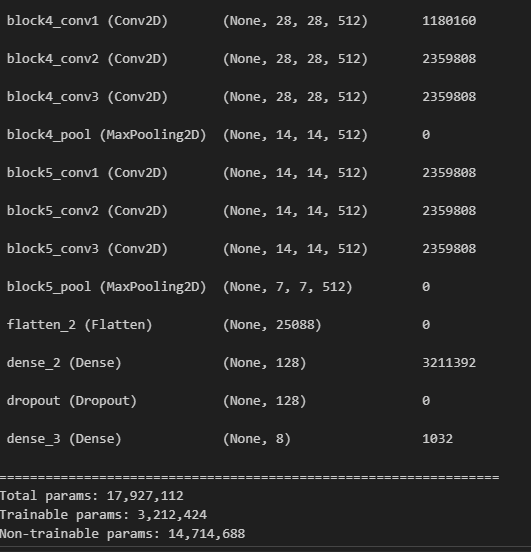 block4_conv1 (Conv2D) (None, 28, 28, 512) 1180160
block4_conv2 (Conv2D) (None, 28, 28, 512) 2359808
block4_conv3 (Conv2D) (None, 28, 28, 512) 2359808
block4_pool (MaxPooling2D) (None, 14, 14, 512) 0
block5_conv1 (Conv2D) (None, 14, 14, 512) 2359808
block5_conv2 (Conv2D) (None, 14, 14, 512) 2359808
block5_conv3 (Conv2D) (None, 14, 14, 512) 2359808
block5_pool (MaxPooling2D) (None, 7, 7, 512) 0
flatten_2 (Flatten) (None, 25088) 0
dense_2 (Dense) (None, 128) 3211392
dropout (Dropout) (None, 128) 0
dense_3 (Dense) (None, 8) 1032
=================================================================
Total params: 17,927,112
Trainable params: 3,212,424
Non-trainable params: 14,714,688